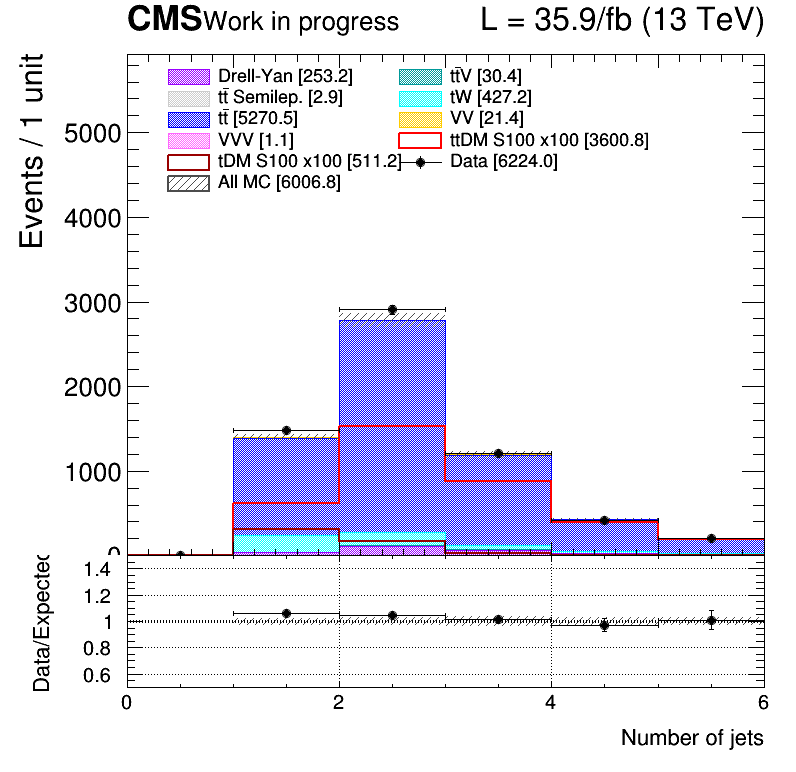 CMS Work in progress L = 35.9/fb (13 TeV)
Events / 1 unit
Drell-Yan [253.2] tt̄V [30.4]
tt̄ Semilep. [2.9] tW [427.2]
tt̄ [5270.5] VV [21.4]
VVV [1.1] ttDM S100 x100 [3600.8]
tDM S100 x100 [511.2] Data [6224.0]
All MC [6006.8]
5000
4000
3000
2000
1000
0
Data/Expected
1.4
1.2
1
0.8
0.6
0 2 4 6
Number of jets